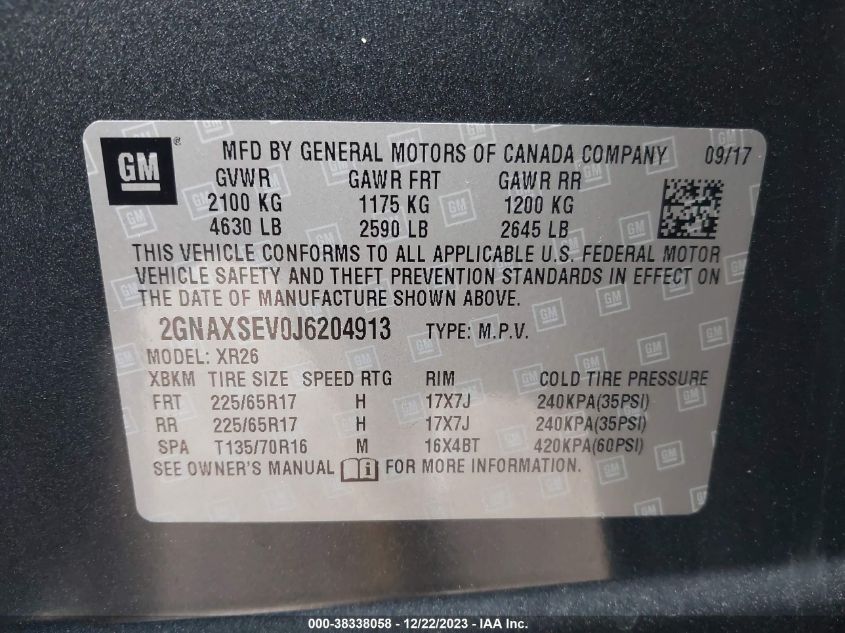 GM ® MFD BY GENERAL MOTORS OF CANADA COMPANY 09/17
GVWR GAWR FRT GAWR RR
2100 KG 1175 KG 1200 KG
4630 LB 2590 LB 2645 LB
THIS VEHICLE CONFORMS TO ALL APPLICABLE U.S. FEDERAL MOTOR
VEHICLE SAFETY AND THEFT PREVENTION STANDARDS IN EFFECT ON
THE DATE OF MANUFACTURE SHOWN ABOVE.
2GNAXSEV0J6204913 TYPE: M.P.V.
MODEL: XR26
XBKM TIRE SIZE SPEED RTG RIM COLD TIRE PRESSURE
FRT 225/65R17 H 17X7J 240KPA(35PSI)
RR 225/65R17 H 17X7J 240KPA(35PSI)
SPA T135/70R16 M 16X4BT 420KPA(60PSI)
SEE OWNER'S MANUAL FOR MORE INFORMATION.
000-38338058 - 12/22/2023 - IAA Inc.